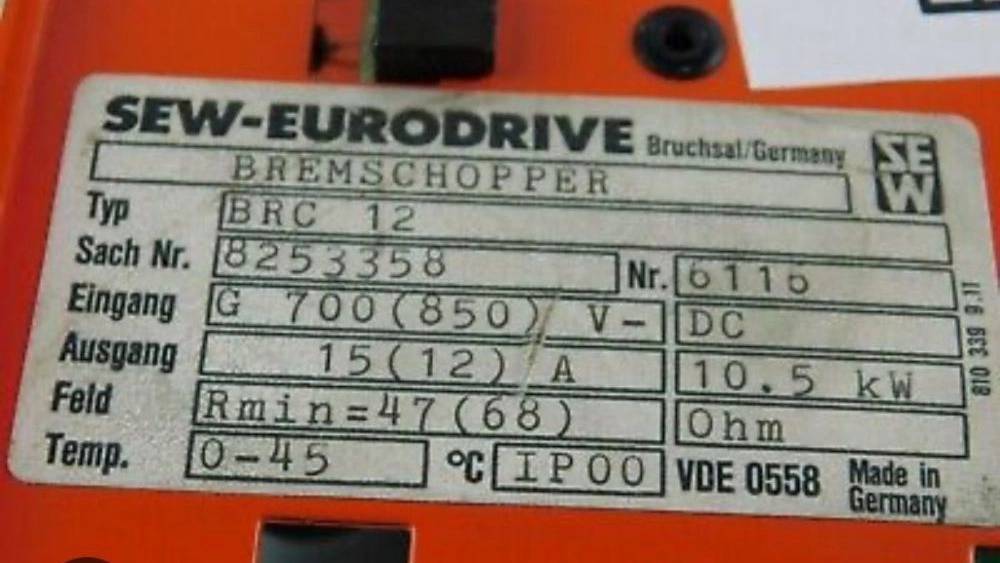 SEW-EURODRIVE Bruchsal/Germany SEW
BREMSCHOPPER
Typ BRC 12
Sach Nr. 8253358 Nr. 6115
Eingang G 700(850) V- DC
Ausgang 15(12) A 10.5 kW
Feld Rmin=47(68) Ohm
Temp. 0-45 °C IP00 VDE 0558 Made in Germany
810 339 9.11